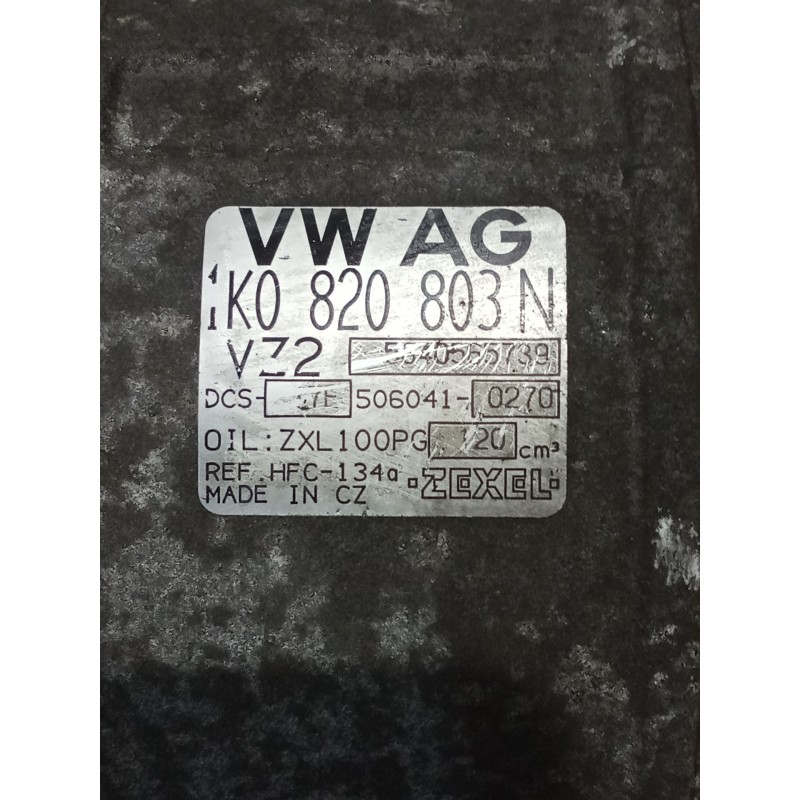 VW AG
1K0 820 803 N
VZ2
DCS- 506041- 0270
OIL: ZXL100PG cm³
REF. HFC-134a ZEXEL
MADE IN CZ